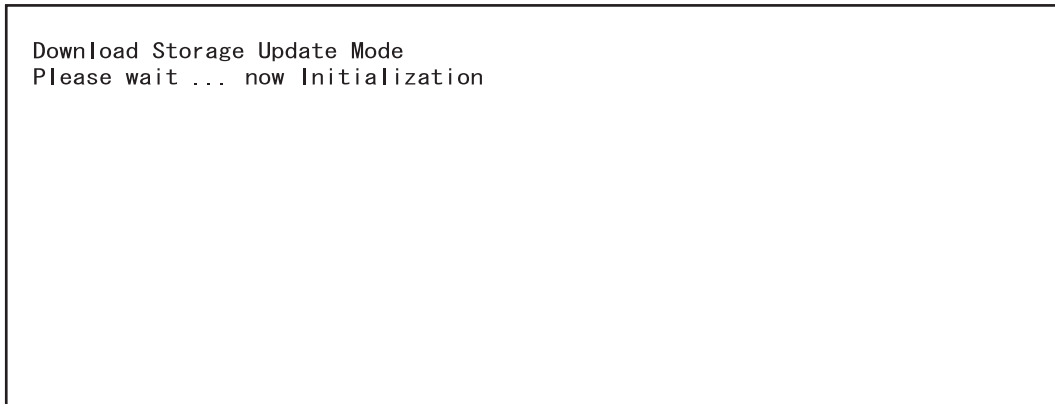 Download Storage Update Mode
Please wait ... now Initialization